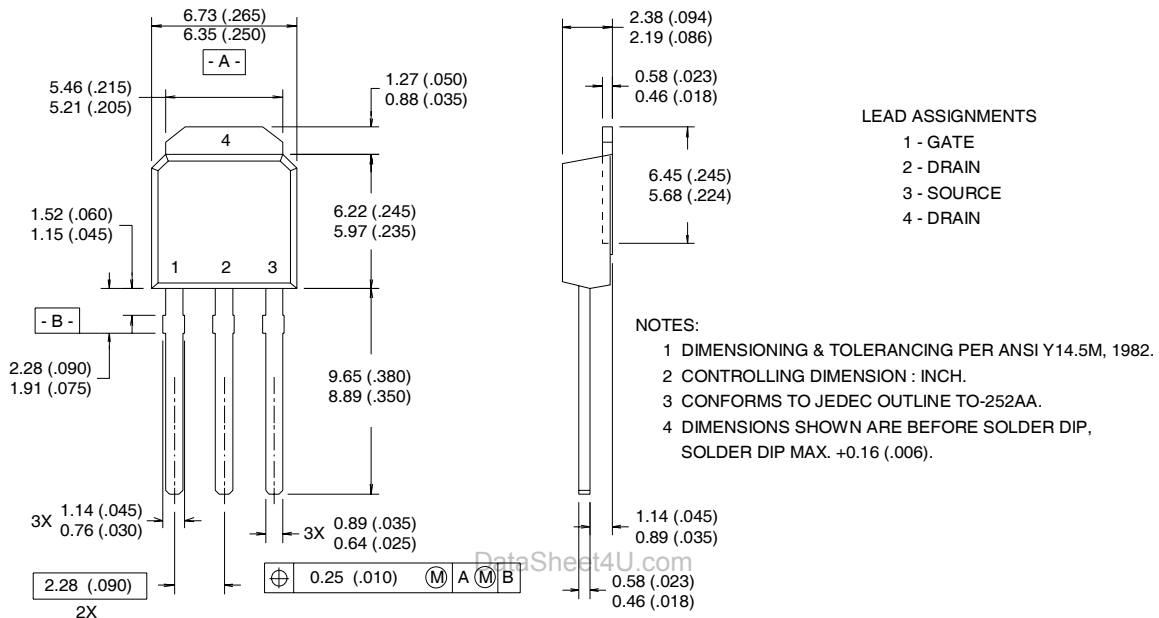 6.73 (.265)
6.35 (.250)
- A -
5.46 (.215)
5.21 (.205)
1.27 (.050)
0.88 (.035)
4
6.22 (.245)
5.97 (.235)
1.52 (.060)
1.15 (.045)
1 2 3
- B -
2.28 (.090)
1.91 (.075)
9.65 (.380)
8.89 (.350)
3X 1.14 (.045)
0.76 (.030)
3X 0.89 (.035)
0.64 (.025)
2.28 (.090)
2X
⌖ 0.25 (.010) Ⓜ A Ⓜ B
2.38 (.094)
2.19 (.086)
0.58 (.023)
0.46 (.018)
6.45 (.245)
5.68 (.224)
1.14 (.045)
0.89 (.035)
0.58 (.023)
0.46 (.018)
LEAD ASSIGNMENTS
1 - GATE
2 - DRAIN
3 - SOURCE
4 - DRAIN
NOTES:
1 DIMENSIONING & TOLERANCING PER ANSI Y14.5M, 1982.
2 CONTROLLING DIMENSION : INCH.
3 CONFORMS TO JEDEC OUTLINE TO-252AA.
4 DIMENSIONS SHOWN ARE BEFORE SOLDER DIP,
SOLDER DIP MAX. +0.16 (.006).
DataSheet4U.com